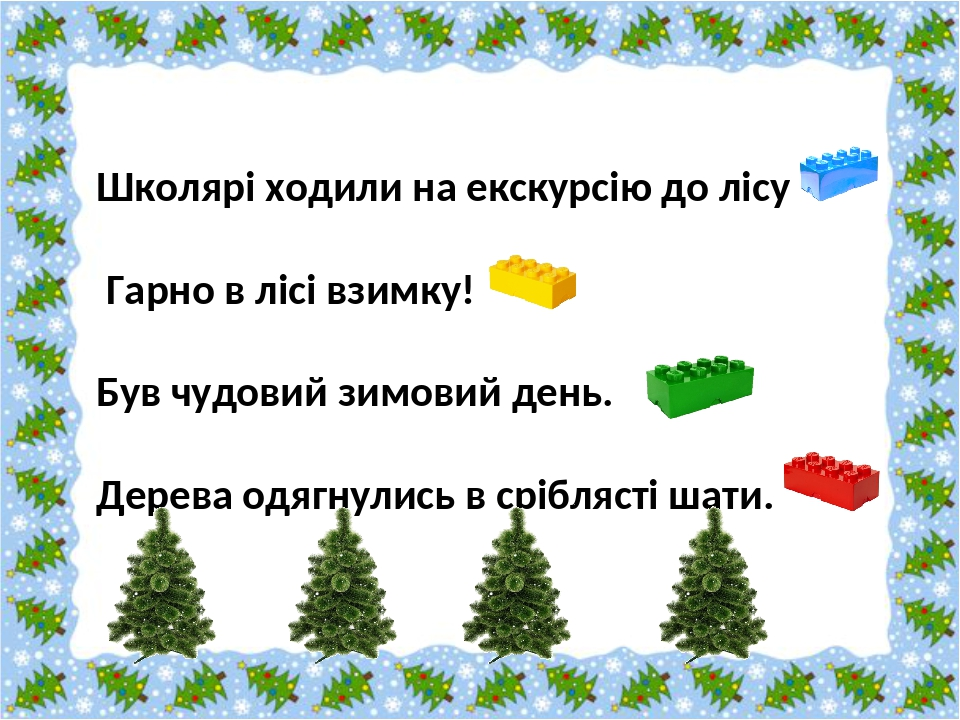 Школярі ходили на екскурсію до лісу
Гарно в лісі взимку!
Був чудовий зимовий день.
Дерева одягнулись в сріблясті шати.